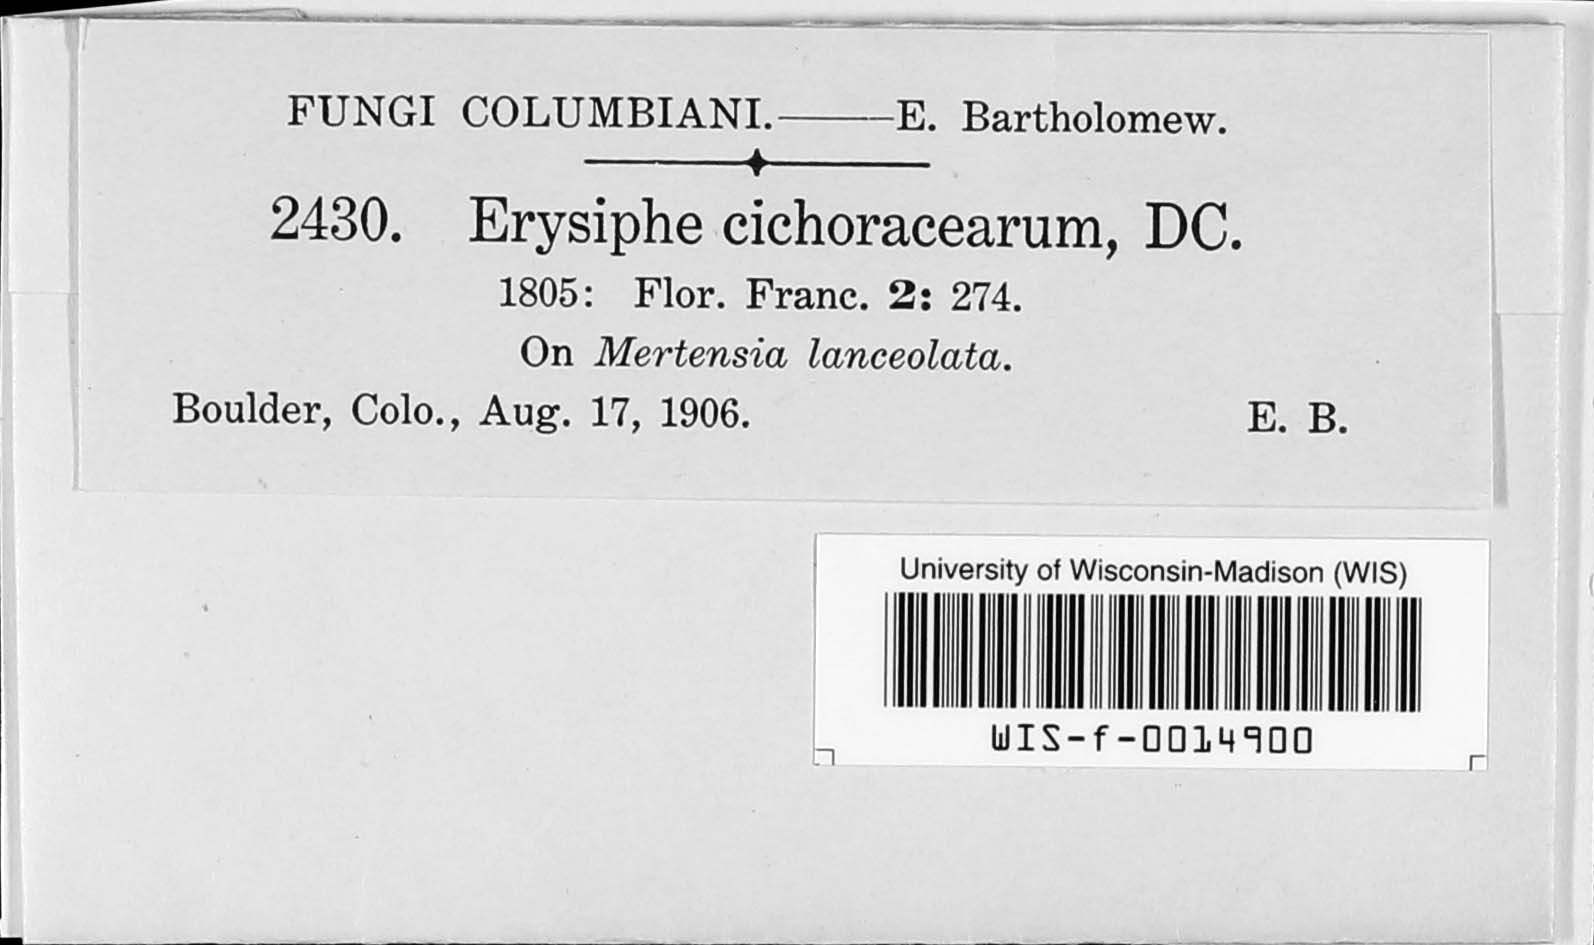 FUNGI COLUMBIANI.——E. Bartholomew.
2430. Erysiphe cichoracearum, DC.
1805: Flor. Franc. 2: 274.
On Mertensia lanceolata.
Boulder, Colo., Aug. 17, 1906. E. B.
University of Wisconsin-Madison (WIS)
WIS-f-0014900